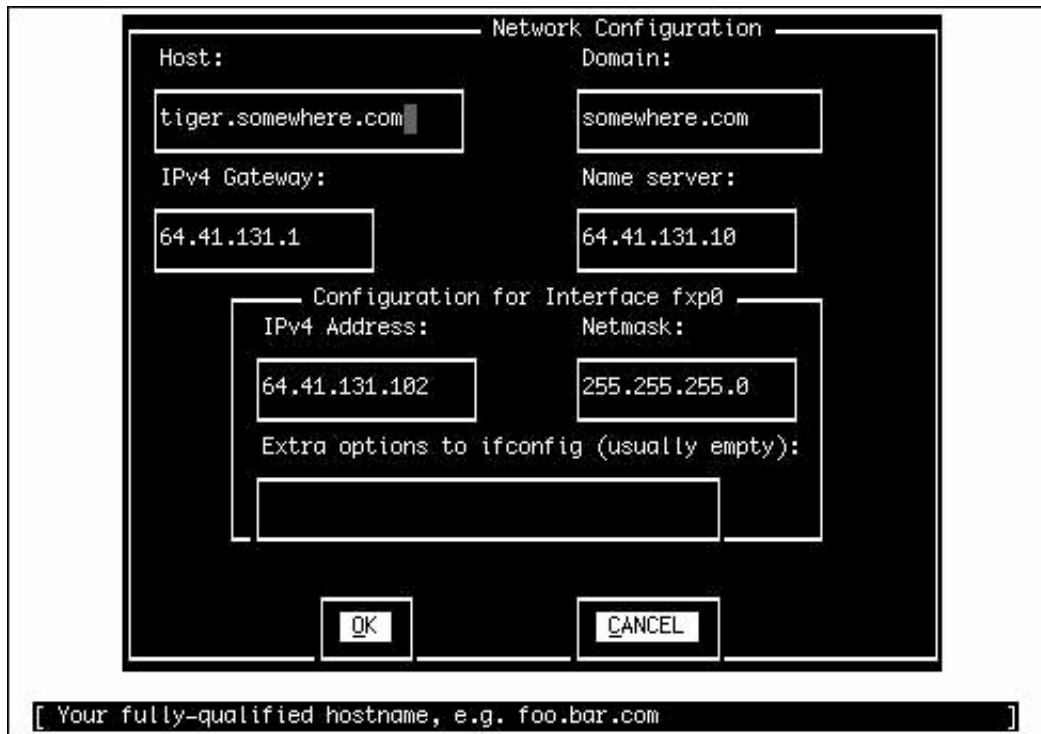 Network Configuration
Host: Domain:
tiger.somewhere.com somewhere.com
IPv4 Gateway: Name server:
64.41.131.1 64.41.131.10
Configuration for Interface fxp0
IPv4 Address: Netmask:
64.41.131.102 255.255.255.0
Extra options to ifconfig (usually empty):
OK CANCEL
[ Your fully-qualified hostname, e.g. foo.bar.com ]